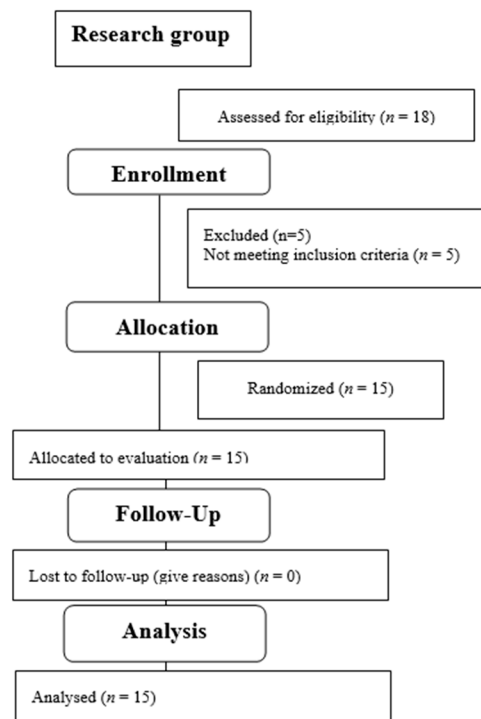 Research group
Assessed for eligibility (n = 18)
Enrollment
Excluded (n=5)
Not meeting inclusion criteria (n = 5)
Allocation
Randomized (n = 15)
Allocated to evaluation (n = 15)
Follow-Up
Lost to follow-up (give reasons) (n = 0)
Analysis
Analysed (n = 15)